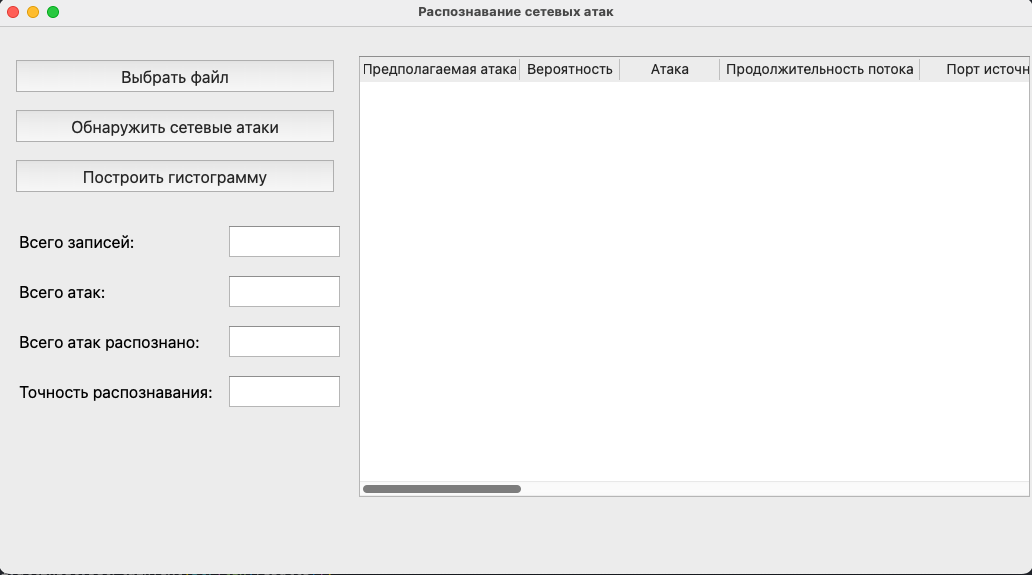 Распознавание сетевых атак
Выбрать файл
Обнаружить сетевые атаки
Построить гистограмму
Всего записей:
Всего атак:
Всего атак распознано:
Точность распознавания:
Предполагаемая атака Вероятность Атака Продолжительность потока Порт источн